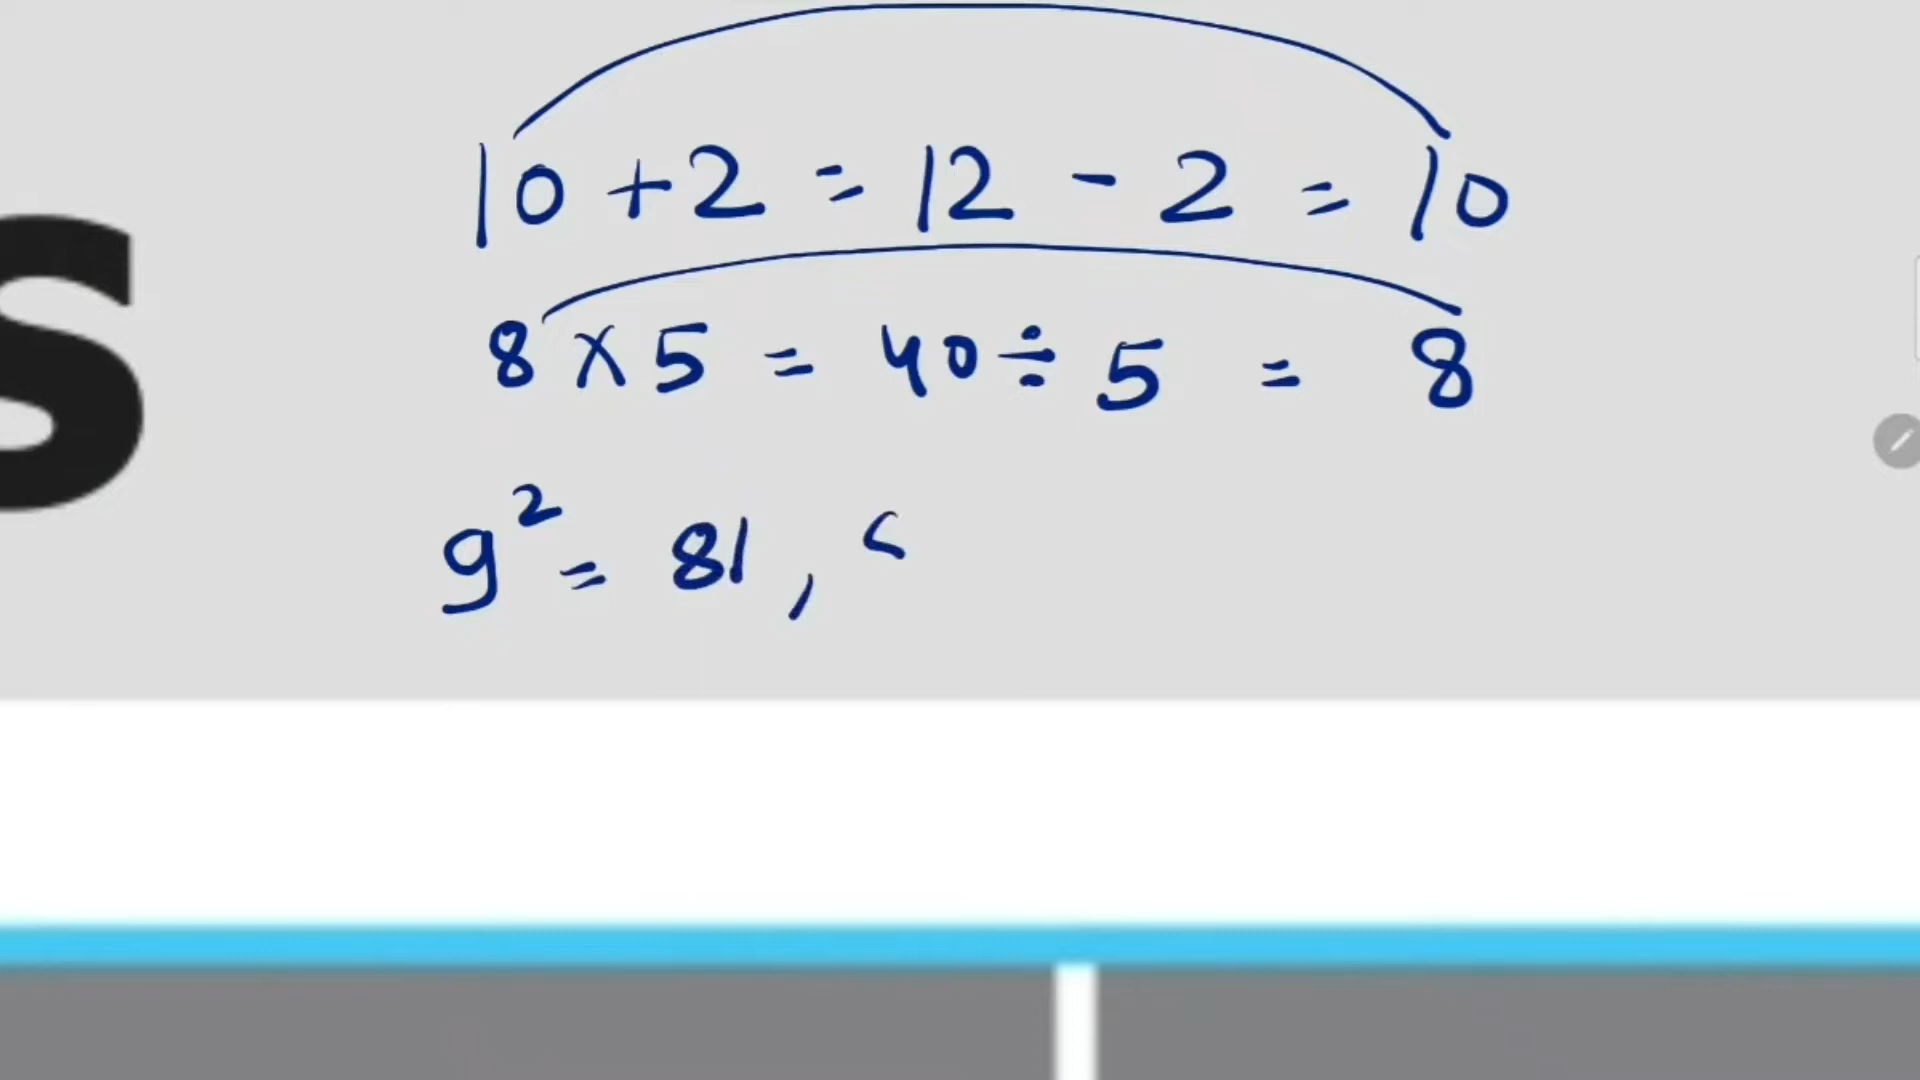 10 + 2 = 12 - 2 = 10
8 × 5 = 40 ÷ 5 = 8
9² = 81 ,
s